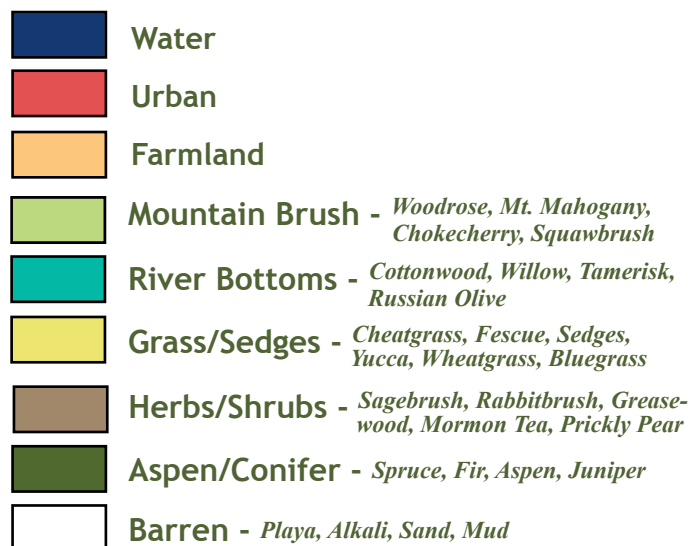 Water
Urban
Farmland
Mountain Brush - Woodrose, Mt. Mahogany,
Chokecherry, Squawbrush
River Bottoms - Cottonwood, Willow, Tamerisk,
Russian Olive
Grass/Sedges - Cheatgrass, Fescue, Sedges,
Yucca, Wheatgrass, Bluegrass
Herbs/Shrubs - Sagebrush, Rabbitbrush, Grease-
wood, Mormon Tea, Prickly Pear
Aspen/Conifer - Spruce, Fir, Aspen, Juniper
Barren - Playa, Alkali, Sand, Mud